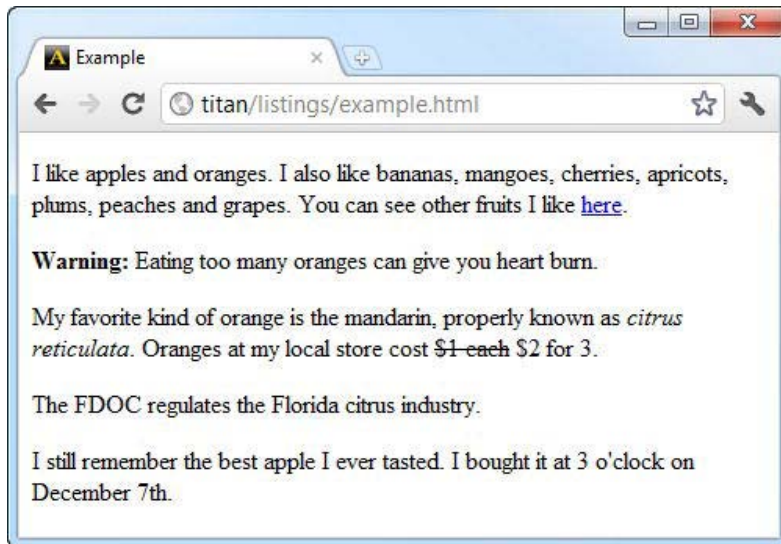 Example
titan/listings/example.html
I like apples and oranges. I also like bananas, mangoes, cherries, apricots,
plums, peaches and grapes. You can see other fruits I like here.
Warning: Eating too many oranges can give you heart burn.
My favorite kind of orange is the mandarin, properly known as citrus
reticulata. Oranges at my local store cost $1 each $2 for 3.
The FDOC regulates the Florida citrus industry.
I still remember the best apple I ever tasted. I bought it at 3 o'clock on
December 7th.